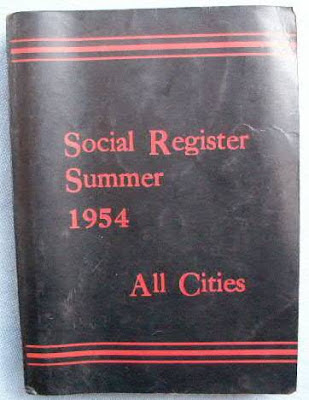 Social Register
Summer
1954
All Cities